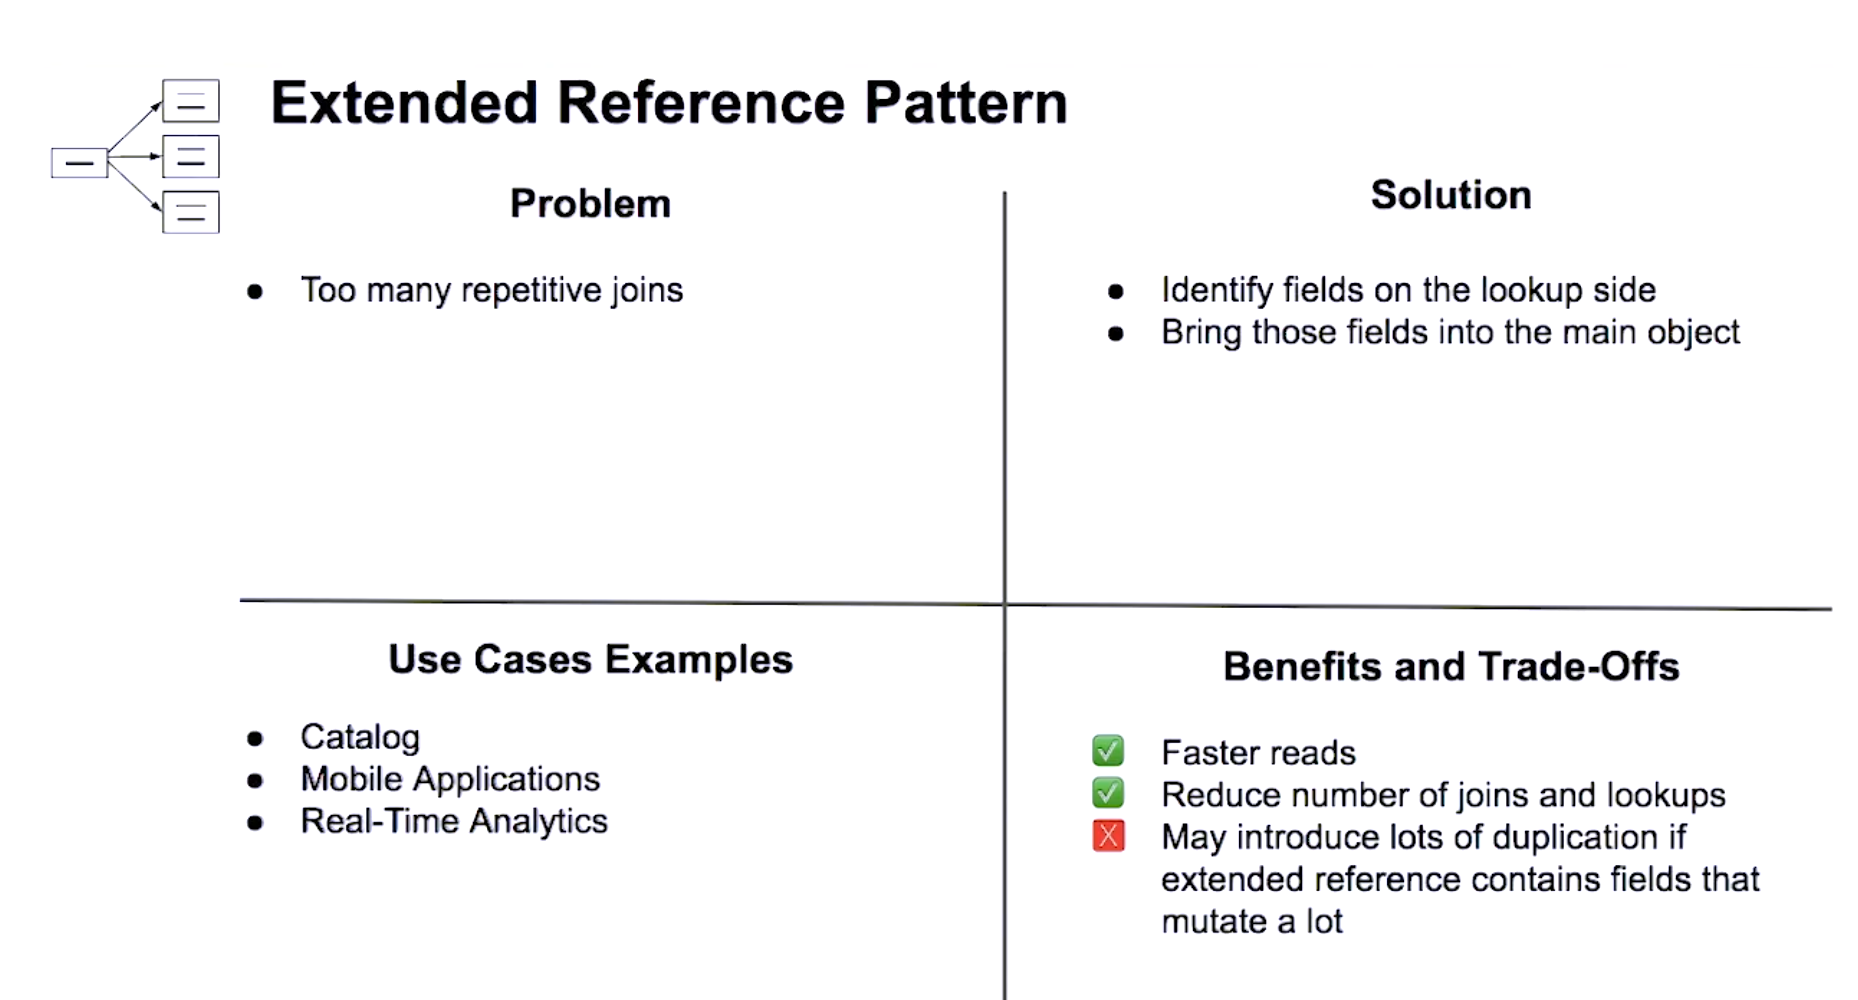 Extended Reference Pattern
Problem
Too many repetitive joins
Solution
Identify fields on the lookup side
Bring those fields into the main object
Use Cases Examples
Catalog
Mobile Applications
Real-Time Analytics
Benefits and Trade-Offs
Faster reads
Reduce number of joins and lookups
May introduce lots of duplication if
extended reference contains fields that
mutate a lot